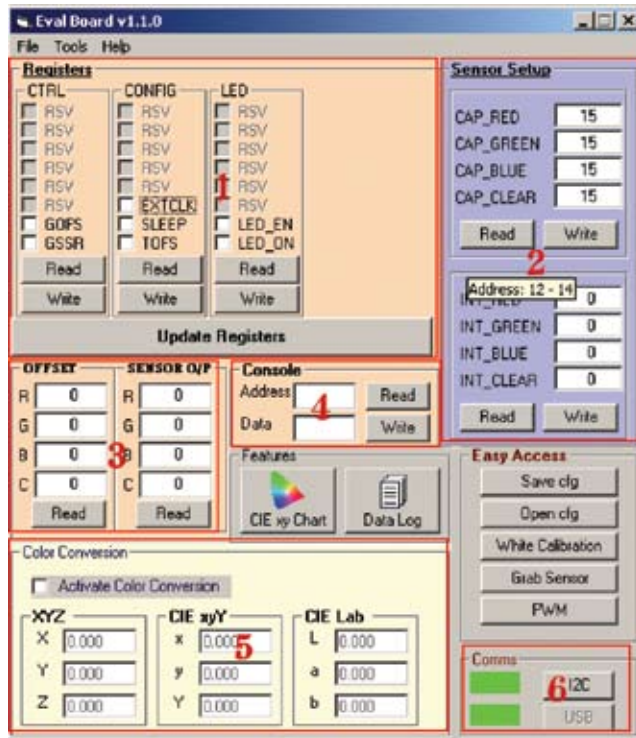 Eval Board v1.1.0
File Tools Help
Registers
CTRL
RSV
RSV
RSV
RSV
RSV
RSV
GOFS
GSSR
Read
Write
CONFIG
RSV
RSV
RSV
RSV
RSV
EXTCLK
SLEEP
TOFS
Read
Write
LED
RSV
RSV
RSV
RSV
RSV
RSV
LED_EN
LED_ON
Read
Write
1
Update Registers
Sensor Setup
CAP_RED 15
CAP_GREEN 15
CAP_BLUE 15
CAP_CLEAR 15
Read Write
2
Address: 12 - 14
INT_RED 0
INT_GREEN 0
INT_BLUE 0
INT_CLEAR 0
Read Write
OFFSET
R 0
G 0
B 0
C 0
Read
SENSOR O/P
R 0
G 0
B 0
C 0
Read
3
Console
Address Read
Data Write
4
Features
CIE xy Chart
Data Log
Easy Access
Save cfg
Open cfg
White Calibration
Grab Sensor
PWM
Color Conversion
Activate Color Conversion
XYZ
X 0.000
Y 0.000
Z 0.000
CIE xyY
x 0.000
y 0.000
Y 0.000
5
CIE Lab
L 0.000
a 0.000
b 0.000
Comms
6
I2C
USB